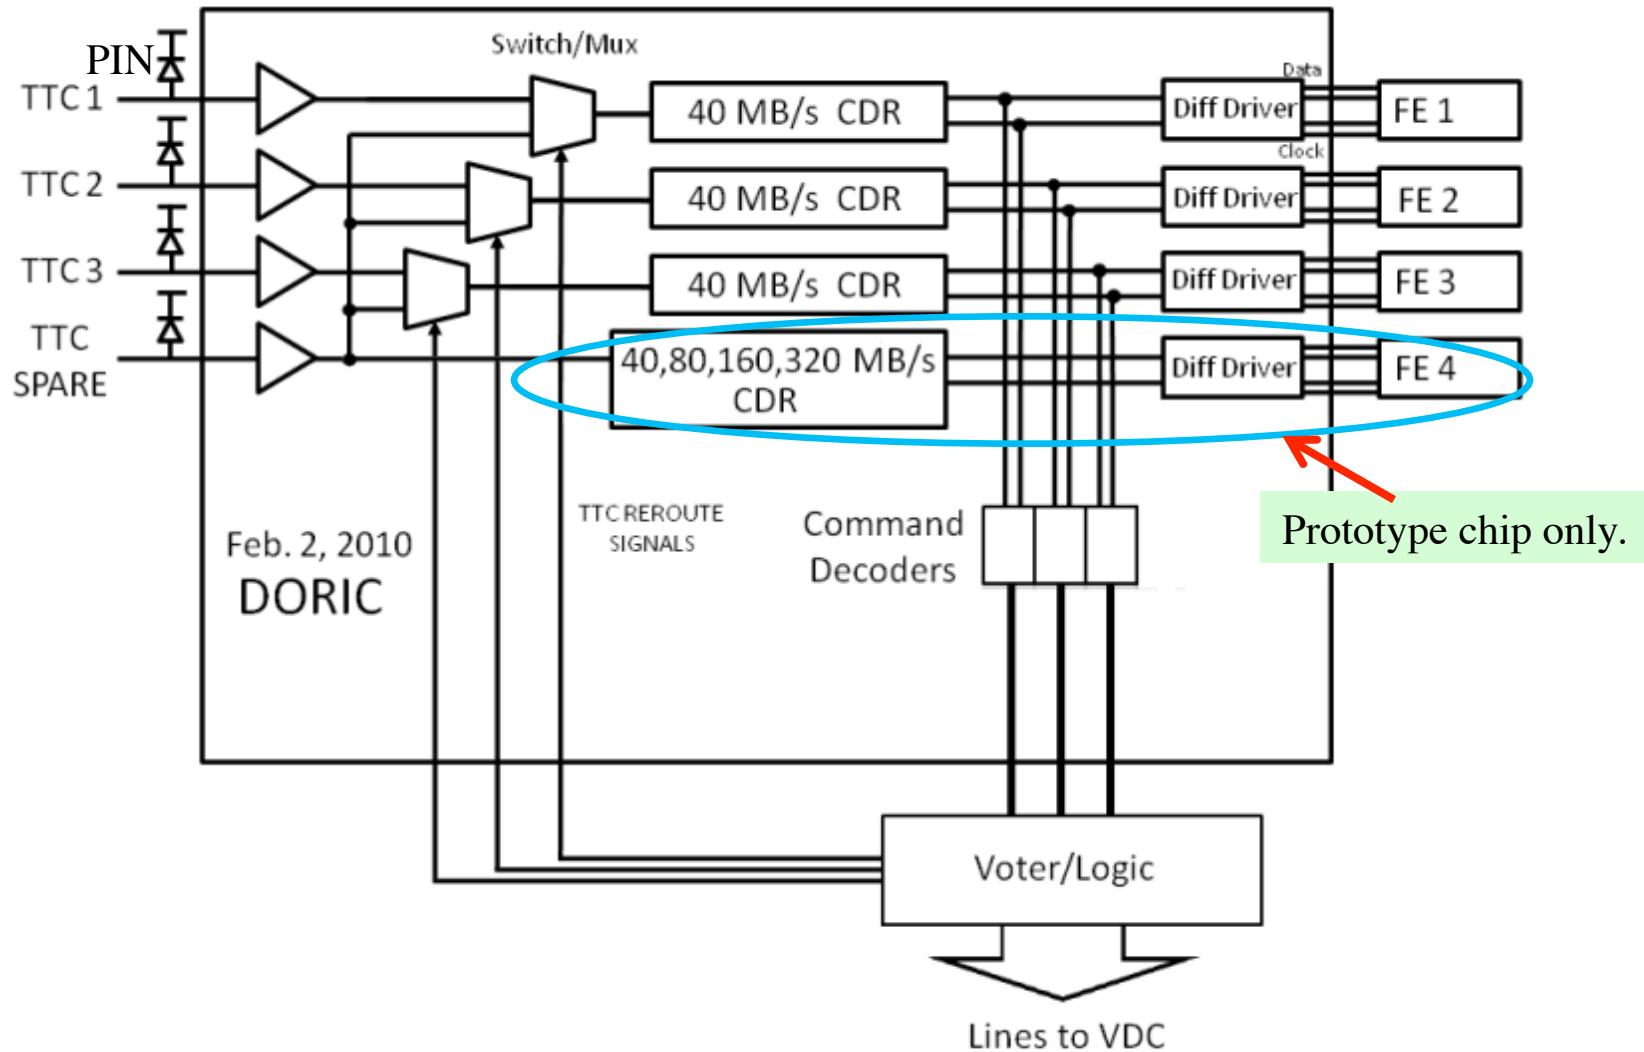 Switch/Mux
PIN
TTC 1
40 MB/s CDR
Data
Diff Driver
FE 1
Clock
TTC 2
40 MB/s CDR
Diff Driver
FE 2
TTC 3
40 MB/s CDR
Diff Driver
FE 3
TTC
SPARE
40,80,160,320 MB/s
CDR
Diff Driver
FE 4
Prototype chip only.
TTC REROUTE
SIGNALS
Command
Decoders
Feb. 2, 2010
DORIC
Voter/Logic
Lines to VDC